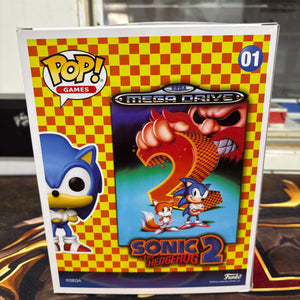 POP!
GAMES
01
SEGA
MEGA DRIVE
2
SONIC
THE
HEDGEHOG 2
©SEGA
Funko